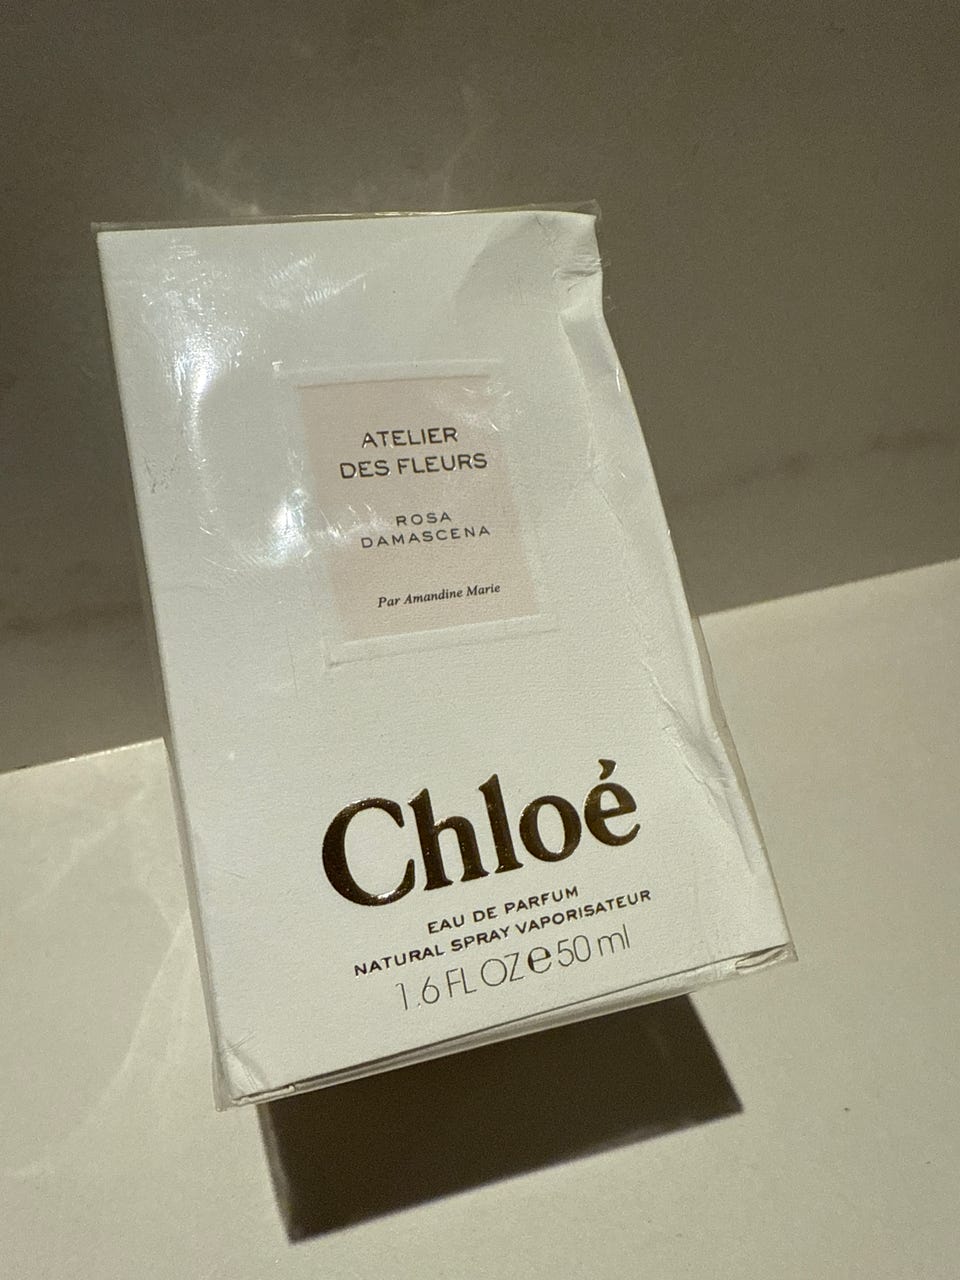 ATELIER
DES FLEURS
ROSA
DAMASCENA
Par Amandine Marie
Chloé
EAU DE PARFUM
NATURAL SPRAY VAPORISATEUR
1.6 FL OZ e 50 ml